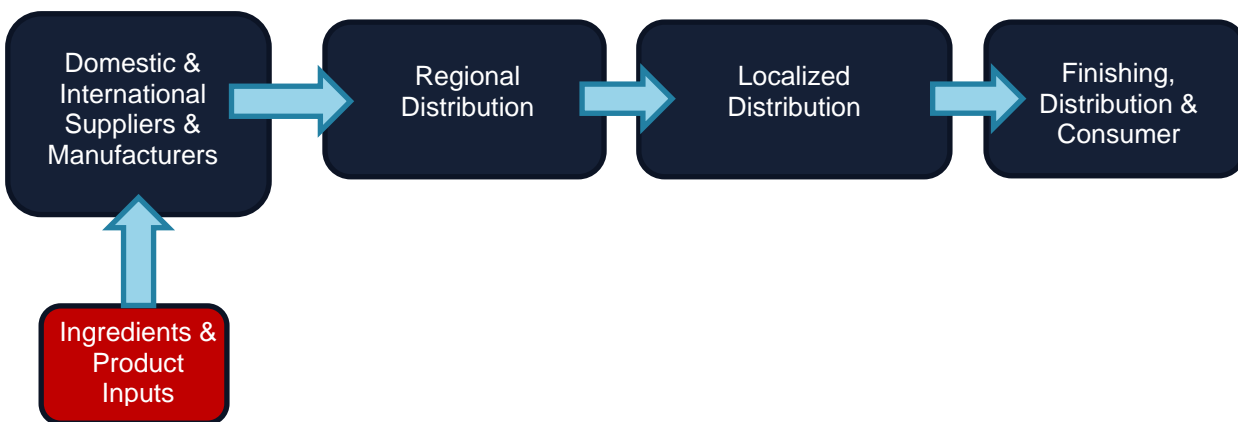 Domestic &
International
Suppliers &
Manufacturers
Regional
Distribution
Localized
Distribution
Finishing,
Distribution &
Consumer
Ingredients &
Product
Inputs